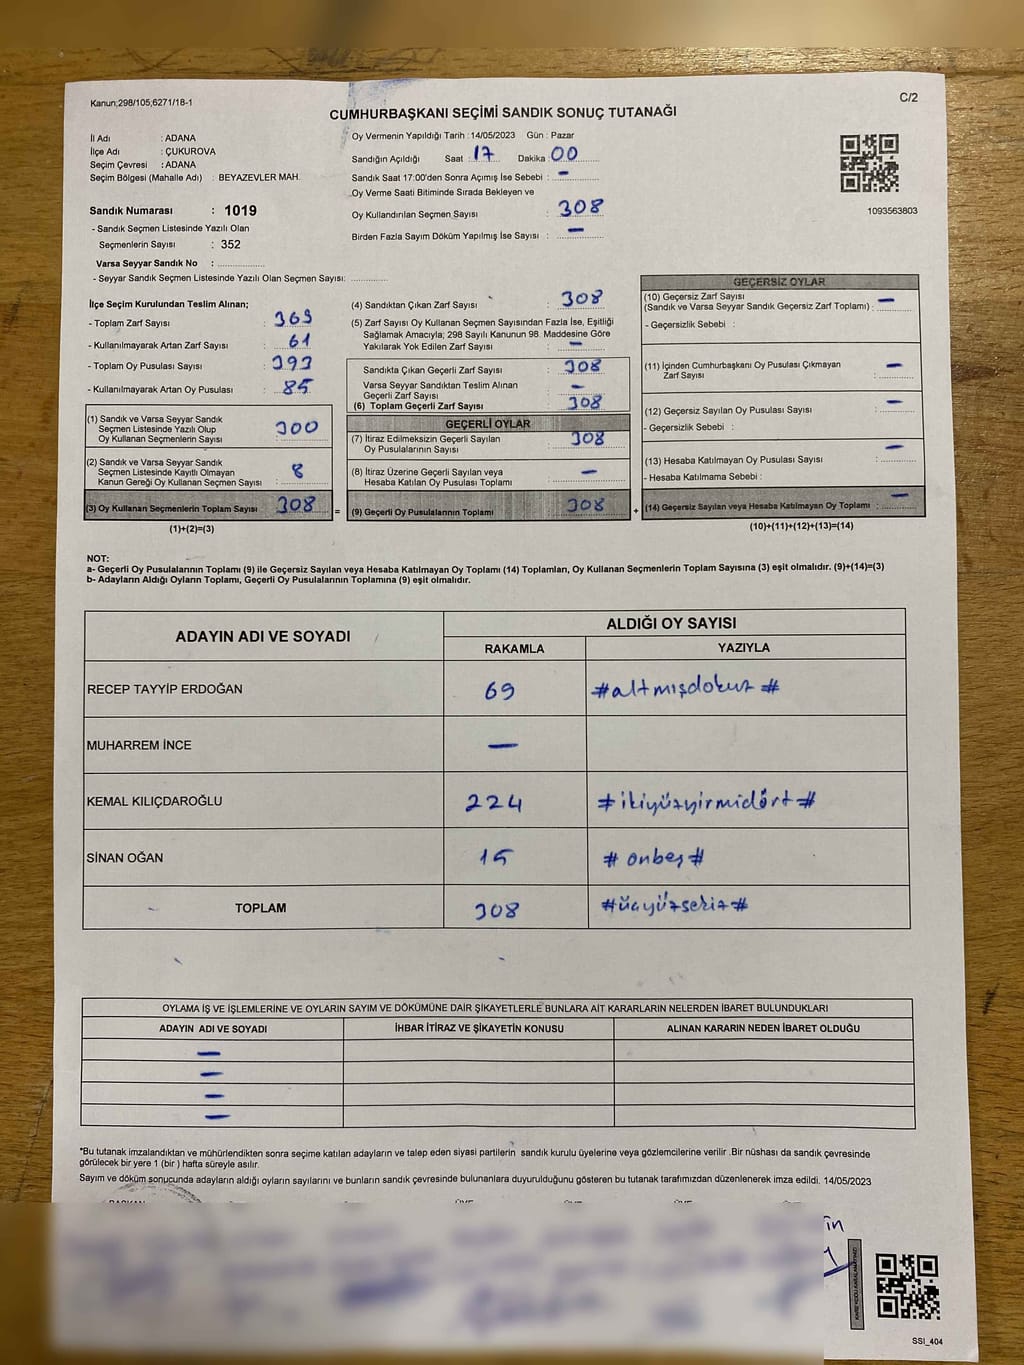 Kanun;298/105,6271/18-1
C/2
CUMHURBAŞKANI SEÇİMİ SANDIK SONUÇ TUTANAĞI
İl Adı : ADANA
İlçe Adı : ÇUKUROVA
Seçim Çevresi : ADANA
Seçim Bölgesi (Mahalle Adı) : BEYAZEVLER MAH.
Sandık Numarası : 1019
- Sandık Seçmen Listesinde Yazılı Olan
Seçmenlerin Sayısı : 352
Varsa Seyyar Sandık No :
- Seyyar Sandık Seçmen Listesinde Yazılı Olan Seçmen Sayısı:
Oy Vermenin Yapıldığı Tarih : 14/05/2023 Gün : Pazar
Sandığın Açıldığı Saat : 17 Dakika : 00
Sandık Saat 17:00'den Sonra Açımış İse Sebebi : -
Oy Verme Saati Bitiminde Sırada Bekleyen ve
Oy Kullandırılan Seçmen Sayısı : 308
Birden Fazla Sayım Döküm Yapılmış İse Sayısı : -
1093563803
İlçe Seçim Kurulundan Teslim Alınan;
- Toplam Zarf Sayısı : 369
- Kullanılmayarak Artan Zarf Sayısı : 61
- Toplam Oy Pusulası Sayısı : 393
- Kullanılmayarak Artan Oy Pusulası : 85
(1) Sandık ve Varsa Seyyar Sandık
Seçmen Listesinde Yazılı Olup
Oy Kullanan Seçmenlerin Sayısı : 300
(2) Sandık ve Varsa Seyyar Sandık
Seçmen Listesinde Kayıtlı Olmayan
Kanun Gereği Oy Kullanan Seçmen Sayısı : 8
(3) Oy Kullanan Seçmenlerin Toplam Sayısı : 308
(1)+(2)=(3)
=
(4) Sandıktan Çıkan Zarf Sayısı : 308
(5) Zarf Sayısı Oy Kullanan Seçmen Sayısından Fazla İse, Eşitliği
Sağlamak Amacıyla; 298 Sayılı Kanunun 98. Maddesine Göre
Yakılarak Yok Edilen Zarf Sayısı : -
Sandıkta Çıkan Geçerli Zarf Sayısı : 308
Varsa Seyyar Sandıktan Teslim Alınan
Geçerli Zarf Sayısı : -
(6) Toplam Geçerli Zarf Sayısı : 308
GEÇERLİ OYLAR
(7) İtiraz Edilmeksizin Geçerli Sayılan
Oy Pusulalarının Sayısı : 308
(8) İtiraz Üzerine Geçerli Sayılan veya
Hesaba Katılan Oy Pusulası Toplamı : -
(9) Geçerli Oy Pusulalarının Toplamı : 308
+
GEÇERSİZ OYLAR
(10) Geçersiz Zarf Sayısı
(Sandık ve Varsa Seyyar Sandık Geçersiz Zarf Toplamı) : -
- Geçersizlik Sebebi :
(11) İçinden Cumhurbaşkanı Oy Pusulası Çıkmayan
Zarf Sayısı : -
(12) Geçersiz Sayılan Oy Pusulası Sayısı : -
- Geçersizlik Sebebi :
(13) Hesaba Katılmayan Oy Pusulası Sayısı : -
- Hesaba Katılmama Sebebi :
(14) Geçersiz Sayılan veya Hesaba Katılmayan Oy Toplamı : -
(10)+(11)+(12)+(13)=(14)
NOT:
a- Geçerli Oy Pusulalarının Toplamı (9) ile Geçersiz Sayılan veya Hesaba Katılmayan Oy Toplamı (14) Toplamları, Oy Kullanan Seçmenlerin Toplam Sayısına (3) eşit olmalıdır. (9)+(14)=(3)
b- Adayların Aldığı Oyların Toplamı, Geçerli Oy Pusulalarının Toplamına (9) eşit olmalıdır.
ADAYIN ADI VE SOYADI
ALDIĞI OY SAYISI
RAKAMLA YAZIYLA
RECEP TAYYİP ERDOĞAN 69 #altmışdokuz#
MUHARREM İNCE -
KEMAL KILIÇDAROĞLU 224 #ikiyüzyirmidört#
SİNAN OĞAN 15 #onbeş#
TOPLAM 308 #üçyüzsekiz#
OYLAMA İŞ VE İŞLEMLERİNE VE OYLARIN SAYIM VE DÖKÜMÜNE DAİR ŞİKAYETLERLE BUNLARA AİT KARARLARIN NELERDEN İBARET BULUNDUKLARI
ADAYIN ADI VE SOYADI İHBAR İTİRAZ VE ŞİKAYETİN KONUSU ALINAN KARARIN NEDEN İBARET OLDUĞU
-
-
-
-
*Bu tutanak imzalandıktan ve mühürlendikten sonra seçime katılan adayların ve talep eden siyasi partilerin sandık kurulu üyelerine veya gözlemcilerine verilir .Bir nüshası da sandık çevresinde
görülecek bir yere 1 (bir ) hafta süreyle asılır.
Sayım ve döküm sonucunda adayların aldığı oyların sayılarını ve bunların sandık çevresinde bulunanlara duyurulduğunu gösteren bu tutanak tarafımızdan düzenlenerek imza edildi. 14/05/2023
SSI_404